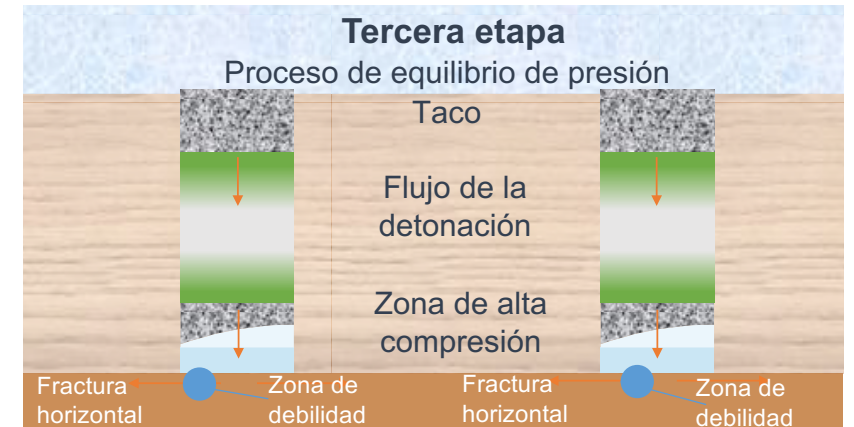 Tercera etapa
Proceso de equilibrio de presión
Taco
Flujo de la
detonación
Zona de alta
compresión
Fractura
horizontal
Zona de
debilidad
Fractura
horizontal
Zona de
debilidad